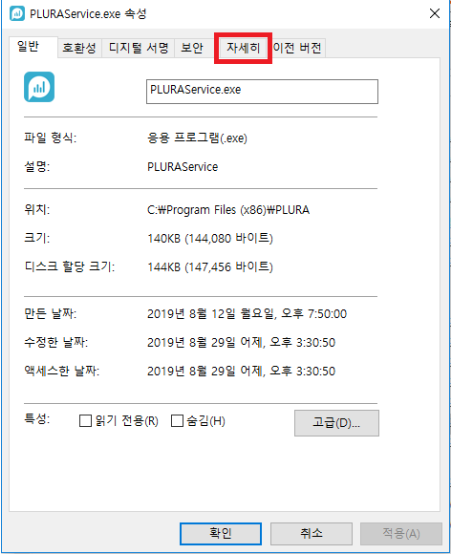 PLURAService.exe 속성
일반 호환성 디지털 서명 보안 자세히 이전 버전
PLURAService.exe
파일 형식: 응용 프로그램(.exe)
설명: PLURAService
위치: C:₩Program Files (x86)₩PLURA
크기: 140KB (144,080 바이트)
디스크 할당 크기: 144KB (147,456 바이트)
만든 날짜: 2019년 8월 12일 월요일, 오후 7:50:00
수정한 날짜: 2019년 8월 29일 어제, 오후 3:30:50
액세스한 날짜: 2019년 8월 29일 어제, 오후 3:30:50
특성: 읽기 전용(R) 숨김(H) 고급(D)...
확인 취소 적용(A)